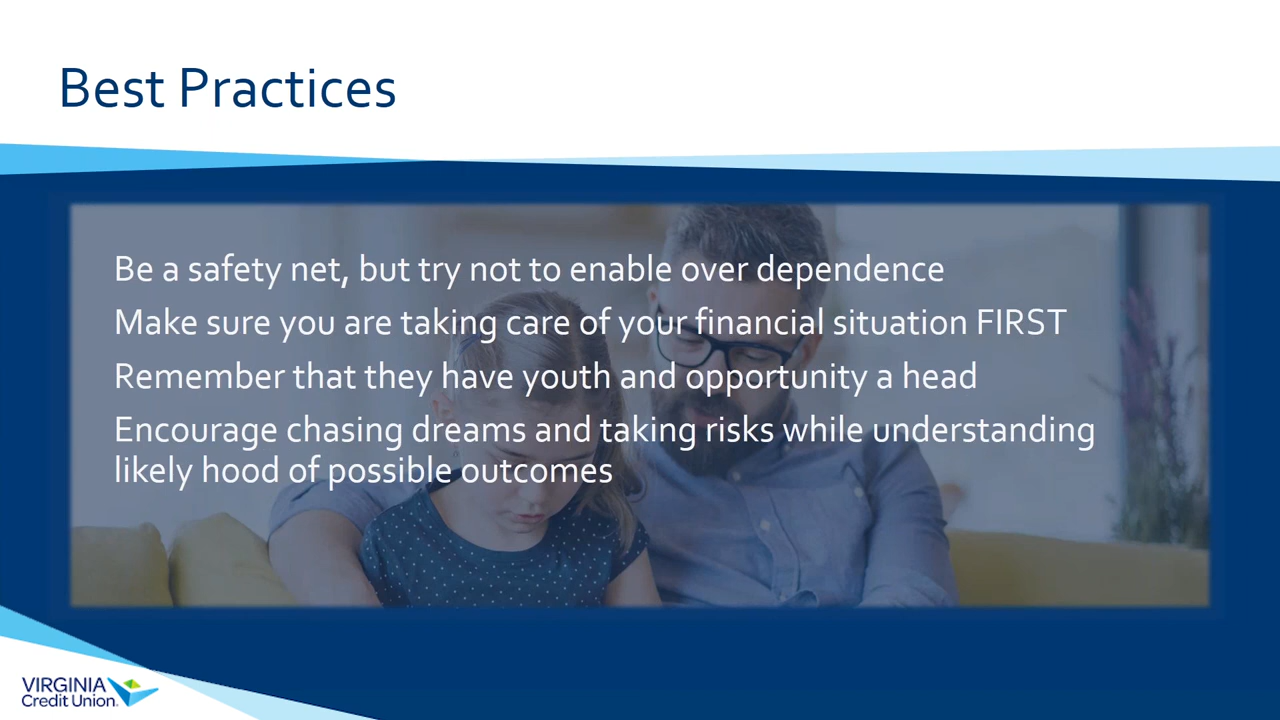 Best Practices
Be a safety net, but try not to enable over dependence
Make sure you are taking care of your financial situation FIRST
Remember that they have youth and opportunity a head
Encourage chasing dreams and taking risks while understanding
likely hood of possible outcomes
VIRGINIA
Credit Union